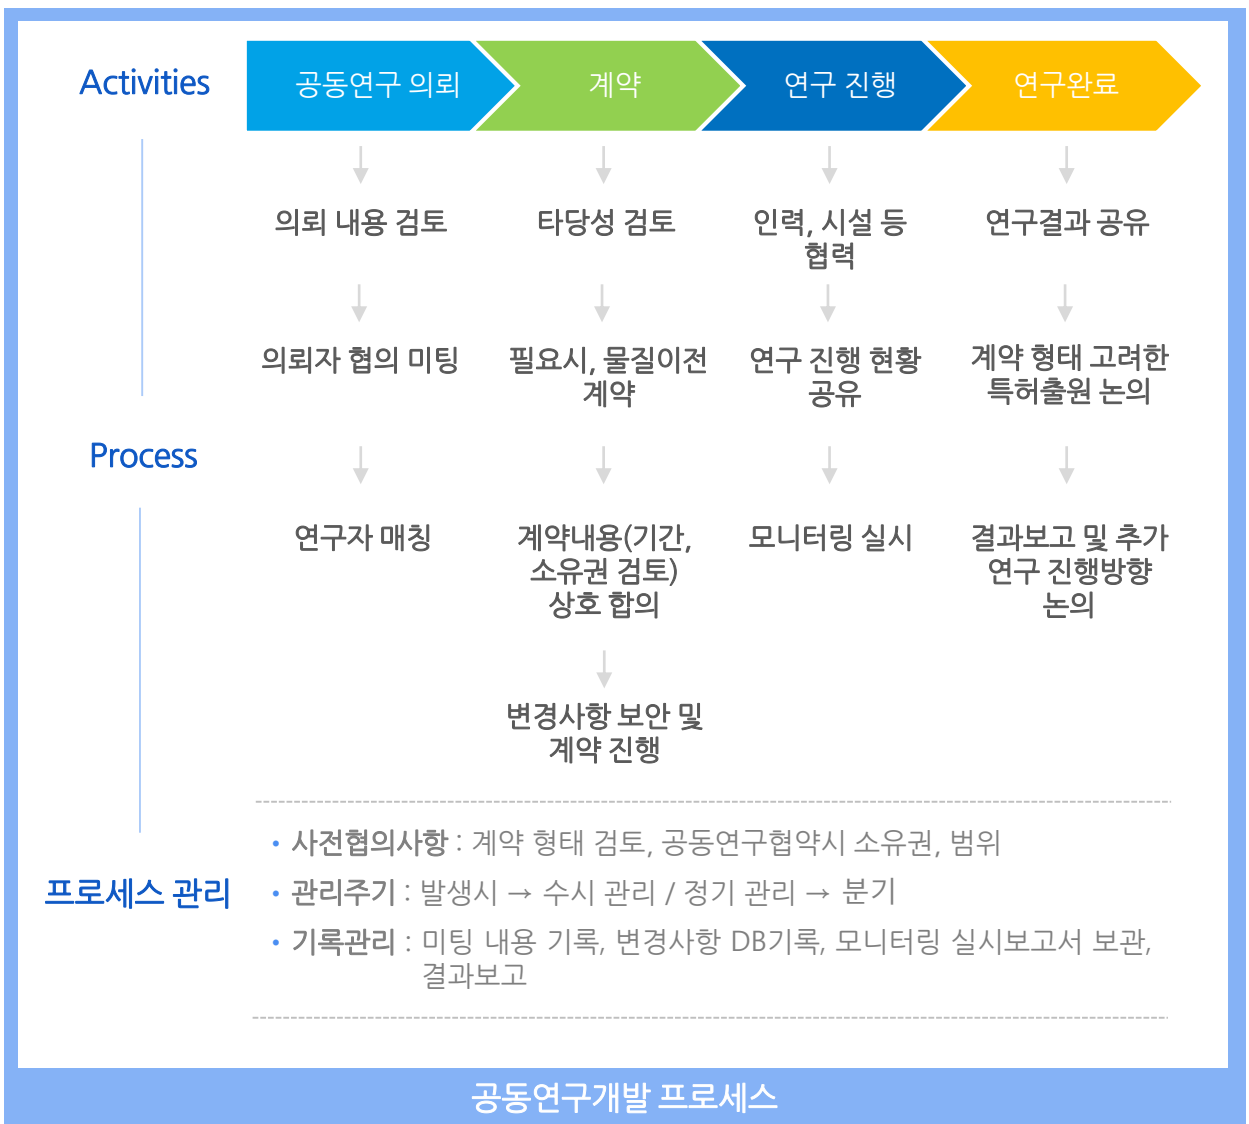 Activities
공동연구 의뢰
계약
연구 진행
연구완료
의뢰 내용 검토
타당성 검토
인력, 시설 등
협력
연구결과 공유
Process
의뢰자 협의 미팅
필요시, 물질이전
계약
연구 진행 현황
공유
계약 형태 고려한
특허출원 논의
연구자 매칭
계약내용(기간,
소유권 검토)
상호 합의
모니터링 실시
결과보고 및 추가
연구 진행방향
논의
변경사항 보안 및
계약 진행
프로세스 관리
• 사전협의사항 : 계약 형태 검토, 공동연구협약시 소유권, 범위
• 관리주기 : 발생시 → 수시 관리 / 정기 관리 → 분기
• 기록관리 : 미팅 내용 기록, 변경사항 DB기록, 모니터링 실시보고서 보관,
결과보고
공동연구개발 프로세스